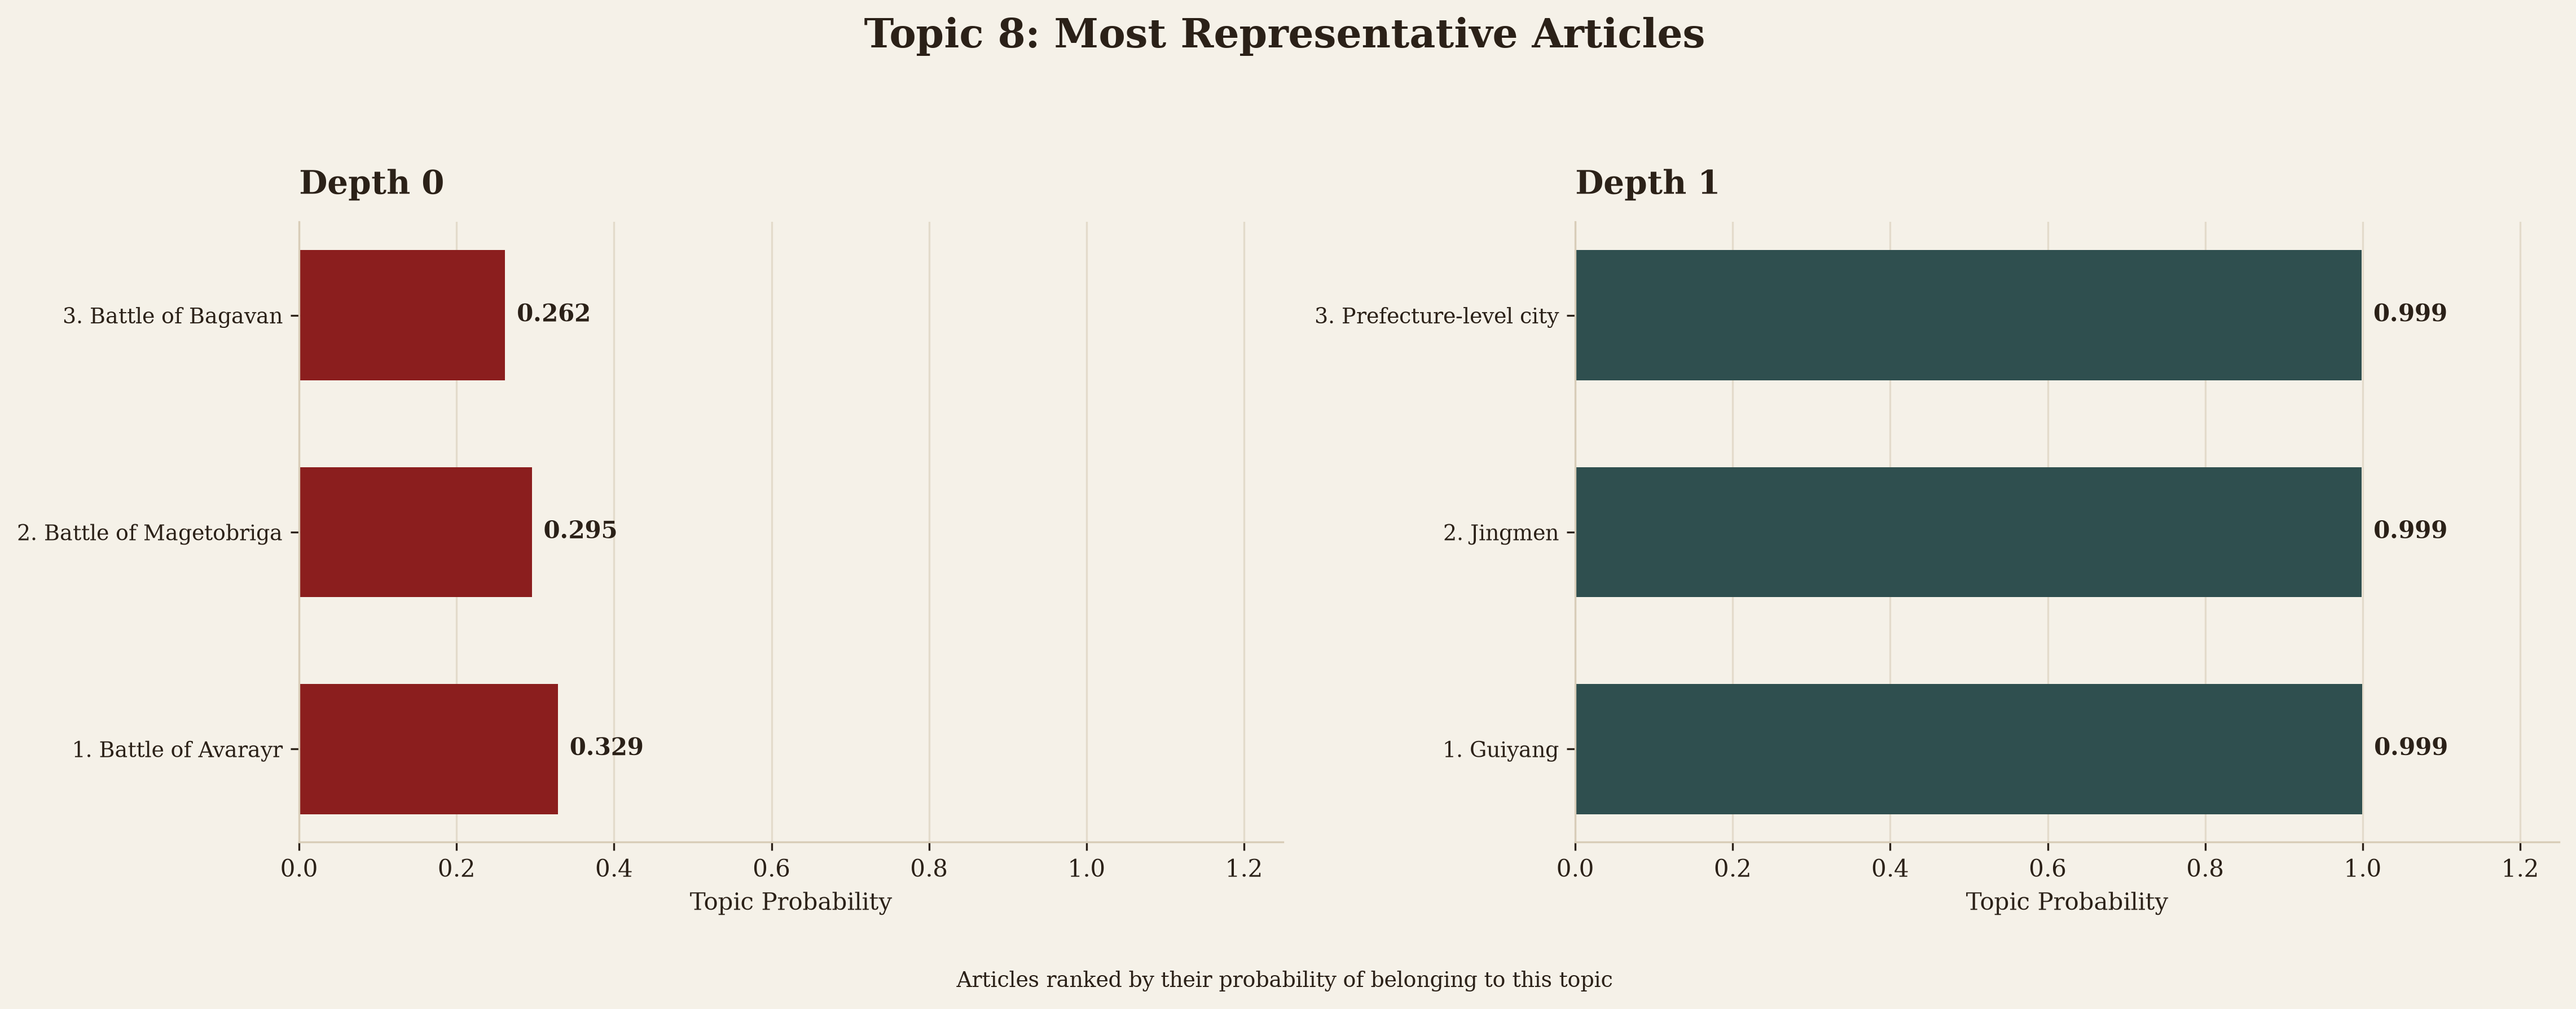 Topic 8: Most Representative Articles
Depth 0
3. Battle of Bagavan
0.262
2. Battle of Magetobriga
0.295
1. Battle of Avarayr
0.329
0.0 0.2 0.4 0.6 0.8 1.0 1.2
Topic Probability
Depth 1
3. Prefecture-level city
0.999
2. Jingmen
0.999
1. Guiyang
0.999
0.0 0.2 0.4 0.6 0.8 1.0 1.2
Topic Probability
Articles ranked by their probability of belonging to this topic